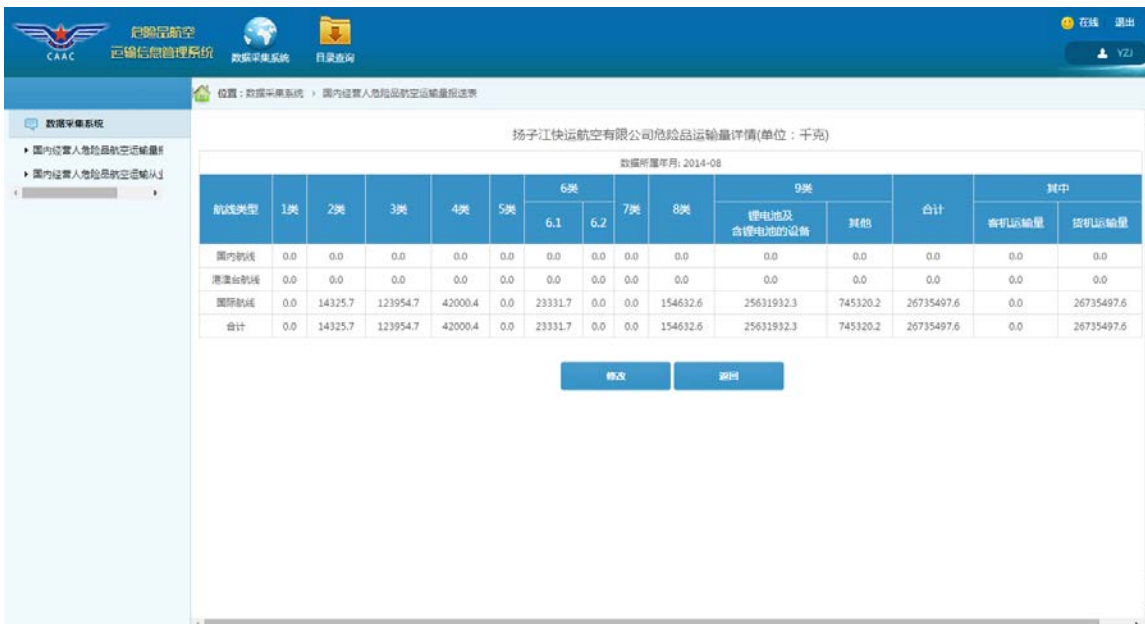 危险品航空
运输信息管理系统
CAAC
数据采集系统
目录查询
在线 退出
YZJ
位置：数据采集系统 › 国内经营人危险品航空运输量报送表
数据采集系统
国内经营人危险品航空运输量
国内经营人危险品航空运输从
扬子江快运航空有限公司危险品运输量详情(单位：千克)
数据所属年月: 2014-08
航线类型 1类 2类 3类 4类 5类 6类 7类 8类 9类 合计 其中
6.1 6.2 锂电池及 含锂电池的设备 其他 客机运输量 货机运输量
国内航线 0.0 0.0 0.0 0.0 0.0 0.0 0.0 0.0 0.0 0.0 0.0 0.0 0.0 0.0
港澳台航线 0.0 0.0 0.0 0.0 0.0 0.0 0.0 0.0 0.0 0.0 0.0 0.0 0.0 0.0
国际航线 0.0 14325.7 123954.7 42000.4 0.0 23331.7 0.0 0.0 154632.6 25631932.3 745320.2 26735497.6 0.0 26735497.6
合计 0.0 14325.7 123954.7 42000.4 0.0 23331.7 0.0 0.0 154632.6 25631932.3 745320.2 26735497.6 0.0 26735497.6
修改 返回